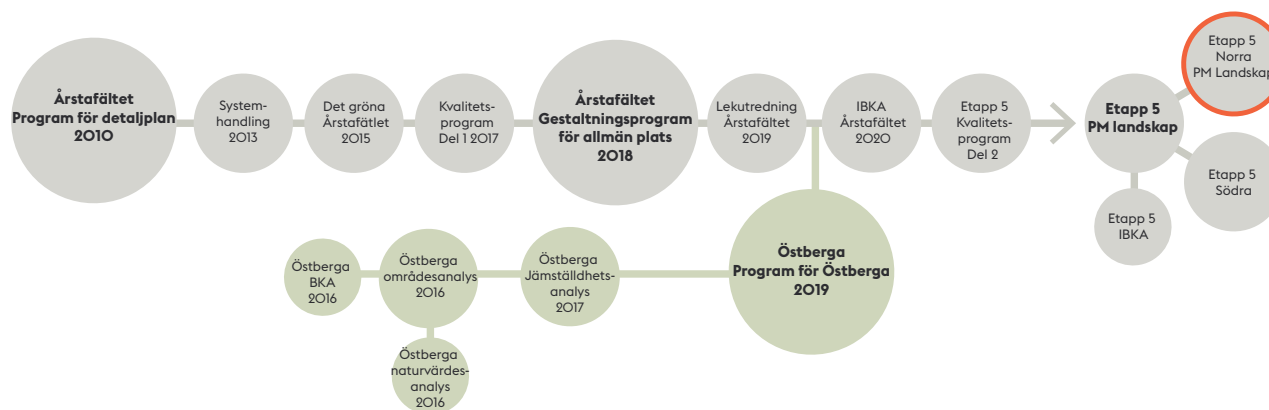 Årstafältet
Program för detaljplan
2010
System-
handling
2013
Det gröna
Årstafätlet
2015
Kvalitets-
program
Del 1 2017
Årstafältet
Gestaltningsprogram
för allmän plats
2018
Lekutredning
Årstafältet
2019
IBKA
Årstafältet
2020
Etapp 5
Kvalitets-
program
Del 2
Etapp 5
PM landskap
Etapp 5
Norra
PM Landskap
Etapp 5
Södra
Etapp 5
IBKA
Östberga
BKA
2016
Östberga
områdesanalys
2016
Östberga
naturvärdes-
analys
2016
Östberga
Jämställdhets-
analys
2017
Östberga
Program för Östberga
2019